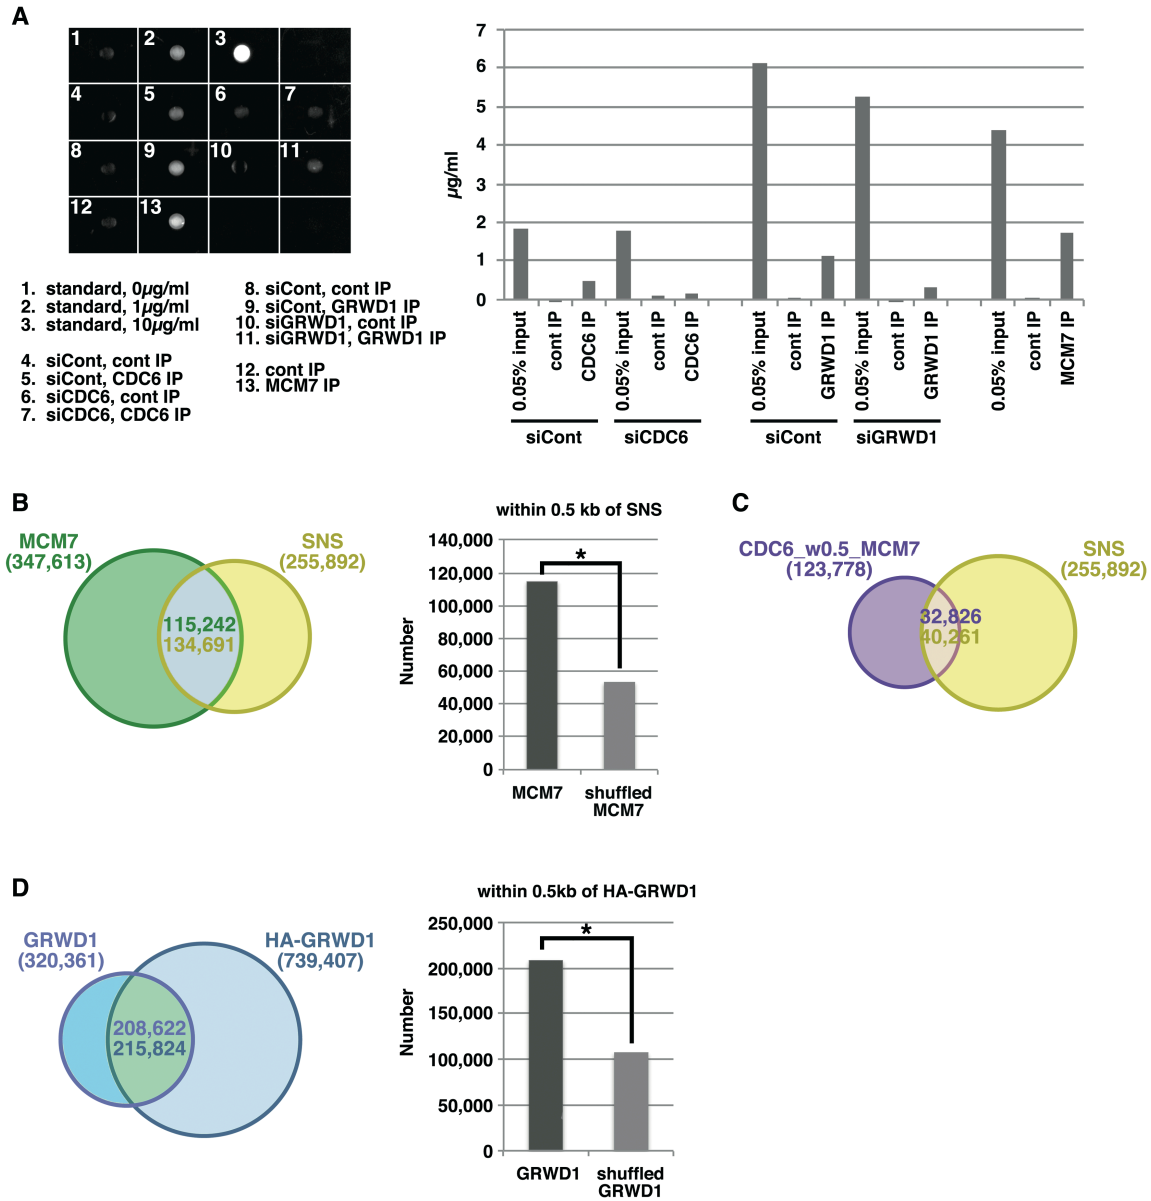 A
1
2
3
4
5
6
7
8
9
10
11
12
13
1. standard, 0µg/ml
2. standard, 1µg/ml
3. standard, 10µg/ml
4. siCont, cont IP
5. siCont, CDC6 IP
6. siCDC6, cont IP
7. siCDC6, CDC6 IP
8. siCont, cont IP
9. siCont, GRWD1 IP
10. siGRWD1, cont IP
11. siGRWD1, GRWD1 IP
12. cont IP
13. MCM7 IP
µg/ml
7
6
5
4
3
2
1
0
0.05% input
cont IP
CDC6 IP
0.05% input
cont IP
CDC6 IP
0.05% input
cont IP
GRWD1 IP
0.05% input
cont IP
GRWD1 IP
0.05% input
cont IP
MCM7 IP
siCont
siCDC6
siCont
siGRWD1
B
MCM7
(347,613)
SNS
(255,892)
115,242
134,691
within 0.5 kb of SNS
Number
140,000
120,000
100,000
80,000
60,000
40,000
20,000
0
*
MCM7
shuffled
MCM7
C
CDC6_w0.5_MCM7
(123,778)
SNS
(255,892)
32,826
40,261
D
GRWD1
(320,361)
HA-GRWD1
(739,407)
208,622
215,824
within 0.5kb of HA-GRWD1
Number
250,000
200,000
150,000
100,000
50,000
0
*
GRWD1
shuffled
GRWD1